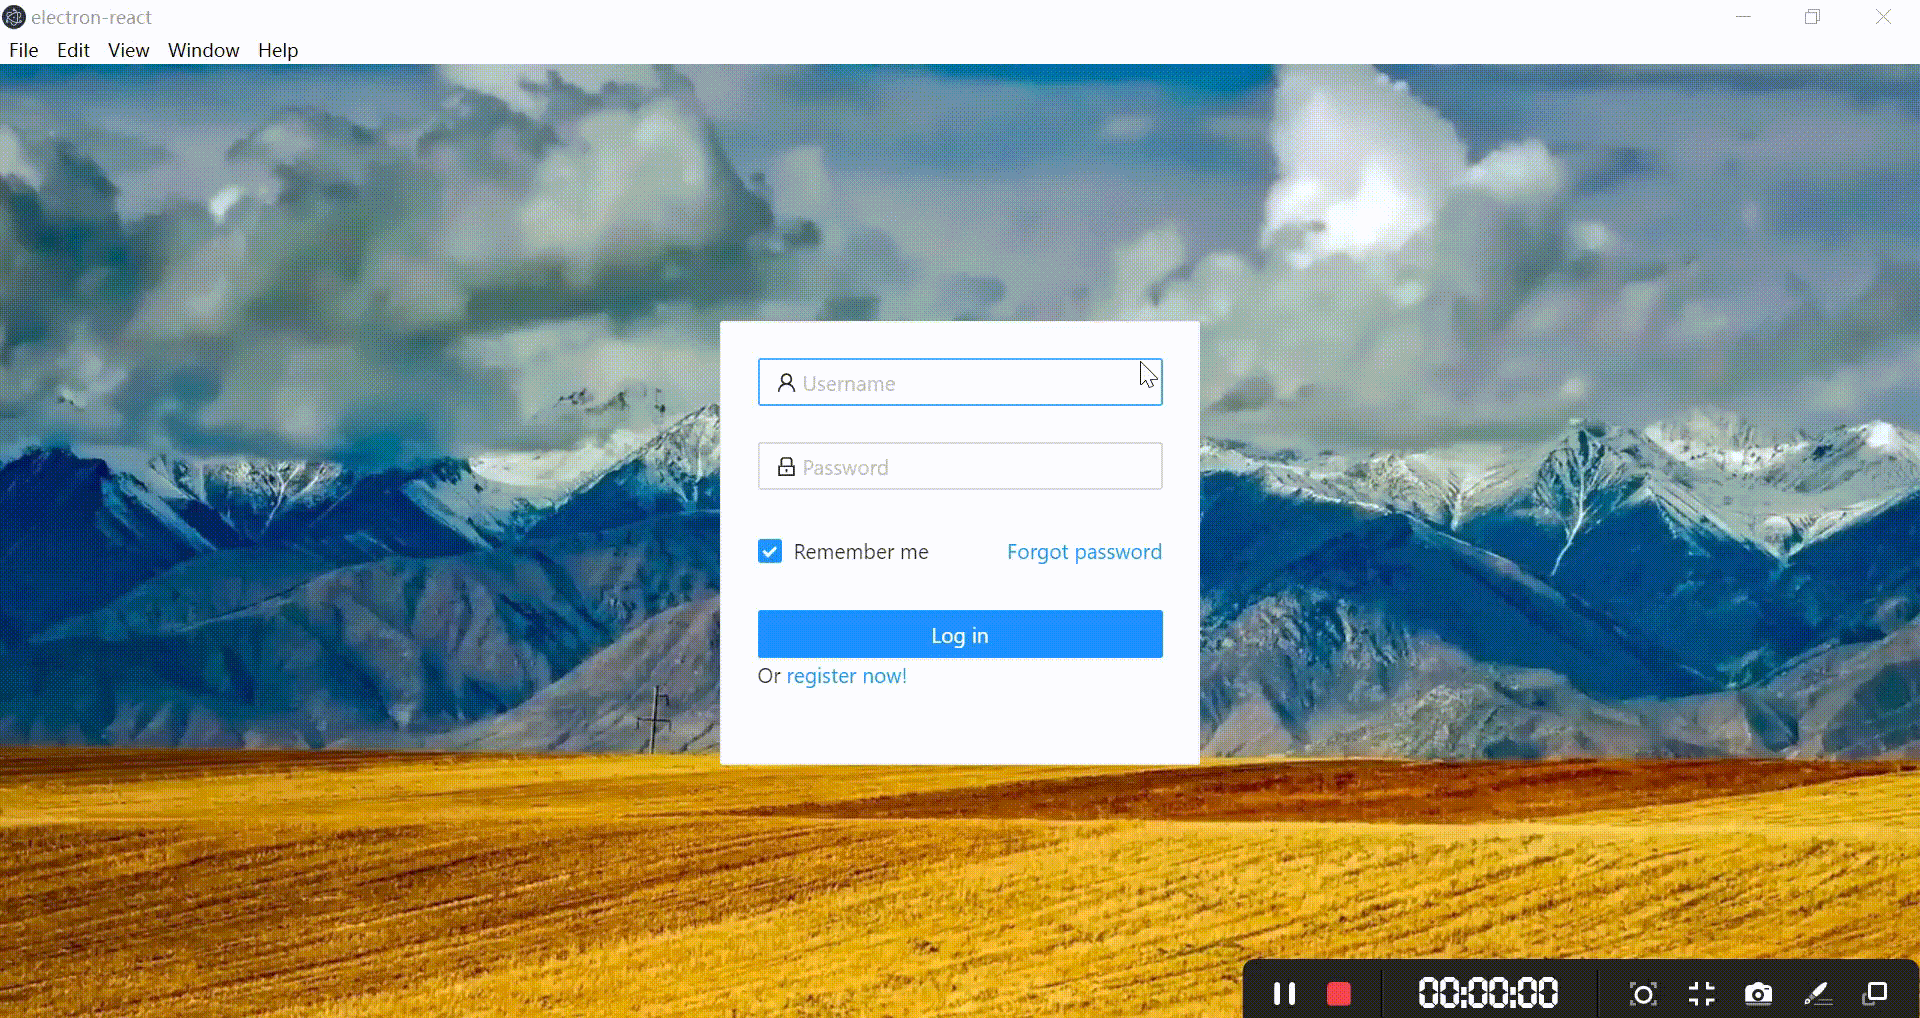 electron-react
File Edit View Window Help
Username
Password
Remember me Forgot password
Log in
Or register now!
00:00:00